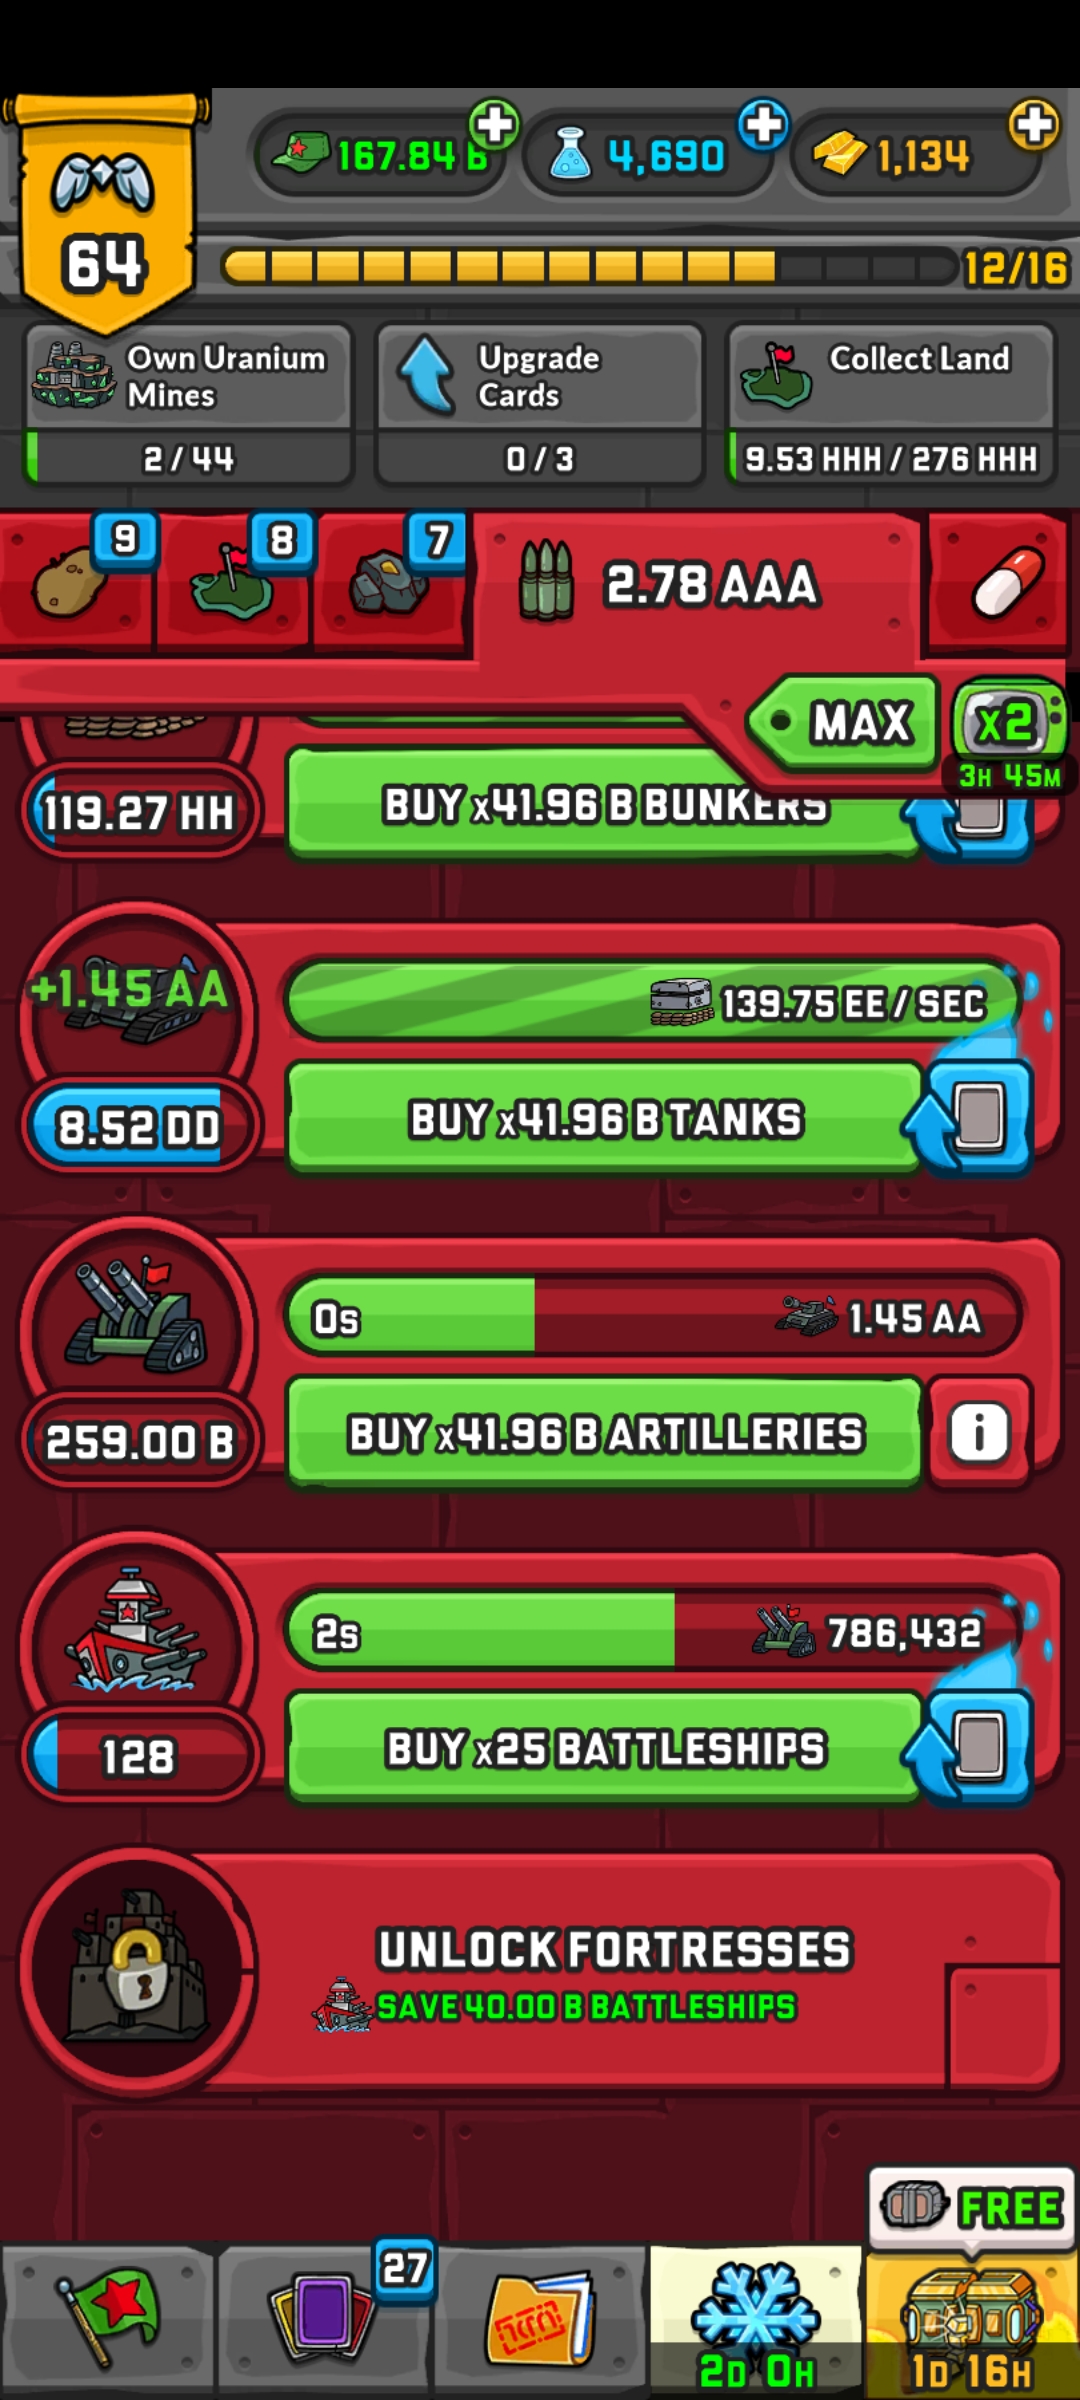 167.84 B
4,690
1,134
64
12/16
Own Uranium
Mines
2 / 44
Upgrade
Cards
0 / 3
Collect Land
9.53 HHH / 276 HHH
9
8
7
2.78 AAA
MAX
x2
3H 45M
119.27 HH
BUY x41.96 B BUNKERS
+1.45 AA
139.75 EE / SEC
8.52 DD
BUY x41.96 B TANKS
0s
1.45 AA
259.00 B
BUY x41.96 B ARTILLERIES
i
2s
786,432
128
BUY x25 BATTLESHIPS
UNLOCK FORTRESSES
SAVE 40.00 B BATTLESHIPS
FREE
27
2D 0H
1D 16H